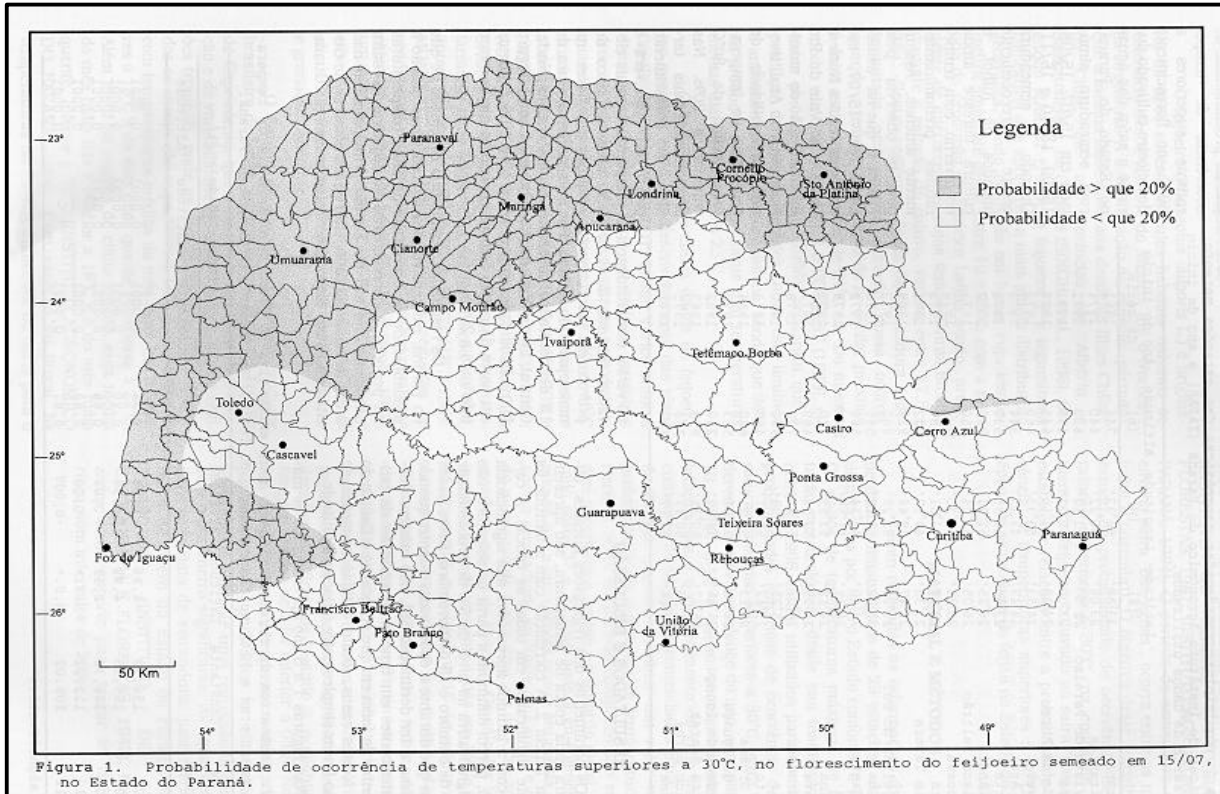 Legenda
Probabilidade > que 20%
Probabilidade < que 20%
23°
24°
25°
26°
Paranavaí
Maringá
Londrina
Cornélio
Procópio
Sto Antônio
da Platina
Apucarana
Umuarama
Cianorte
Campo Mourão
Ivaiporã
Telêmaco Borba
Toledo
Cascavel
Castro
Cerro Azul
Ponta Grossa
Guarapuava
Teixeira Soares
Foz do Iguaçu
Rebouças
Curitiba
Paranaguá
Francisco Beltrão
Pato Branco
União
da Vitória
Palmas
50 Km
54° 53° 52° 51° 50° 49°
Figura 1. Probabilidade de ocorrência de temperaturas superiores a 30°C, no florescimento do feijoeiro semeado em 15/07,
no Estado do Paraná.